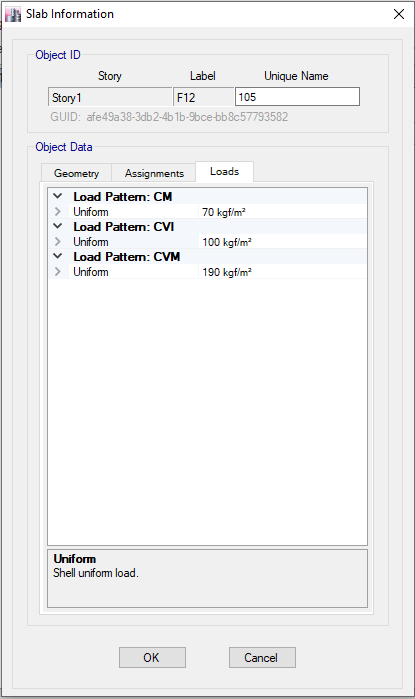 Slab Information
Object ID
Story Label Unique Name
Story1 F12 105
GUID: afe49a38-3db2-4b1b-9bce-bb8c57793582
Object Data
Geometry Assignments Loads
Load Pattern: CM
Uniform 70 kgf/m²
Load Pattern: CVI
Uniform 100 kgf/m²
Load Pattern: CVM
Uniform 190 kgf/m²
Uniform
Shell uniform load.
OK Cancel